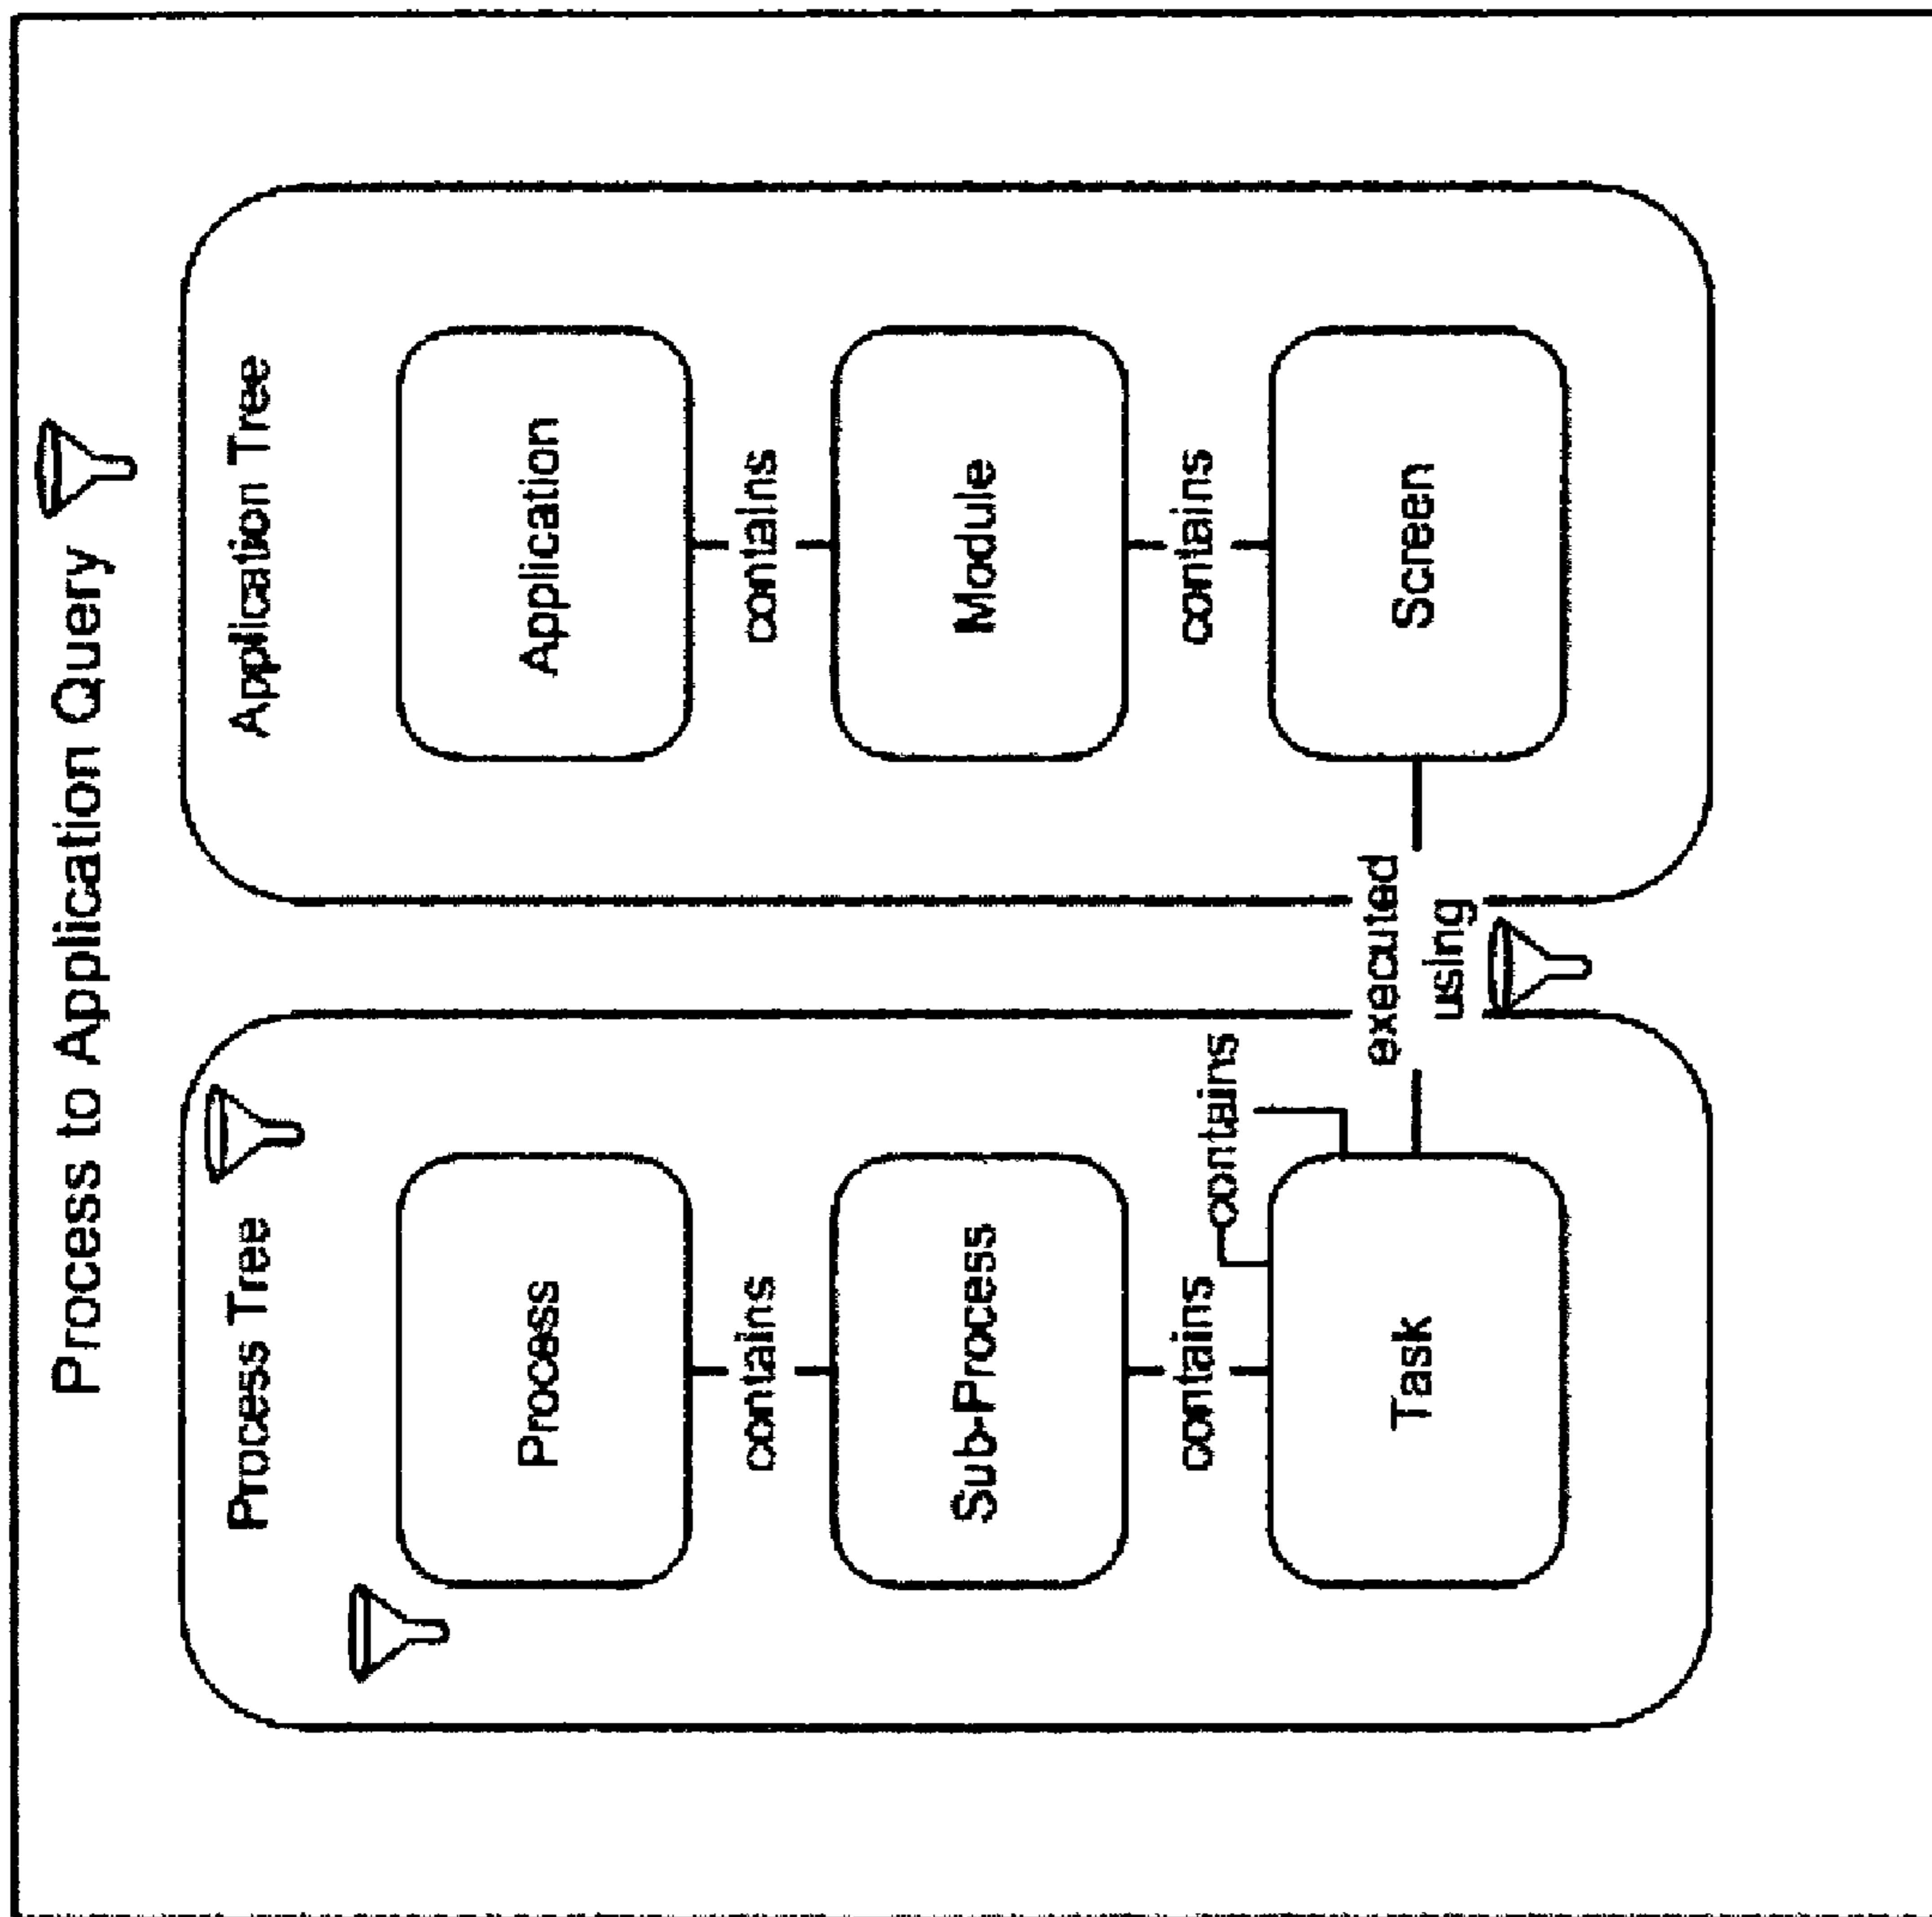 Process to Application Query
Process Tree
Process
contains
Sub-Process
contains
contains
Task
executed
using
Application Tree
Application
contains
Module
contains
Screen